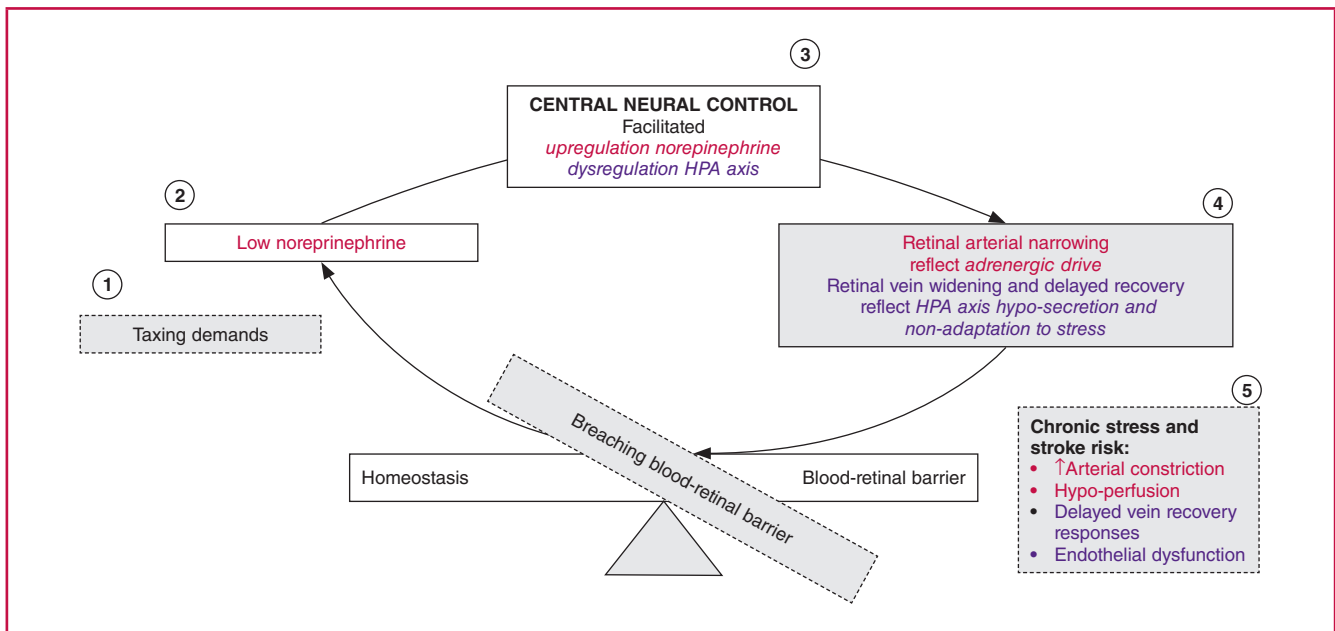 3
CENTRAL NEURAL CONTROL
Facilitated
upregulation norepinephrine
dysregulation HPA axis
2
Low noreprinephrine
4
Retinal arterial narrowing
reflect adrenergic drive
Retinal vein widening and delayed recovery
reflect HPA axis hypo-secretion and
non-adaptation to stress
1
Taxing demands
Breaching blood-retinal barrier
Homeostasis
Blood-retinal barrier
5
Chronic stress and
stroke risk:
• ↑Arterial constriction
• Hypo-perfusion
• Delayed vein recovery
responses
• Endothelial dysfunction